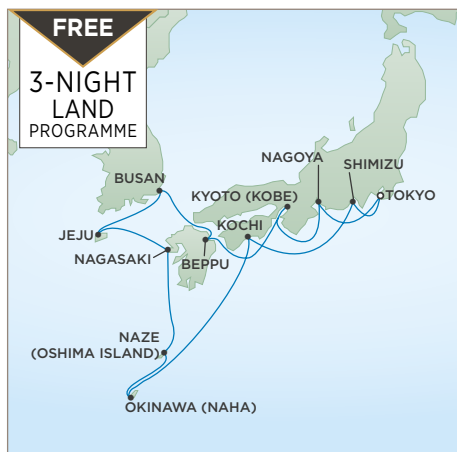 FREE
3-NIGHT
LAND
PROGRAMME
NAGOYA
SHIMIZU
BUSAN
KYOTO (KOBE)
TOKYO
KOCHI
JEJU
NAGASAKI
BEPPU
NAZE
(OSHIMA ISLAND)
OKINAWA (NAHA)